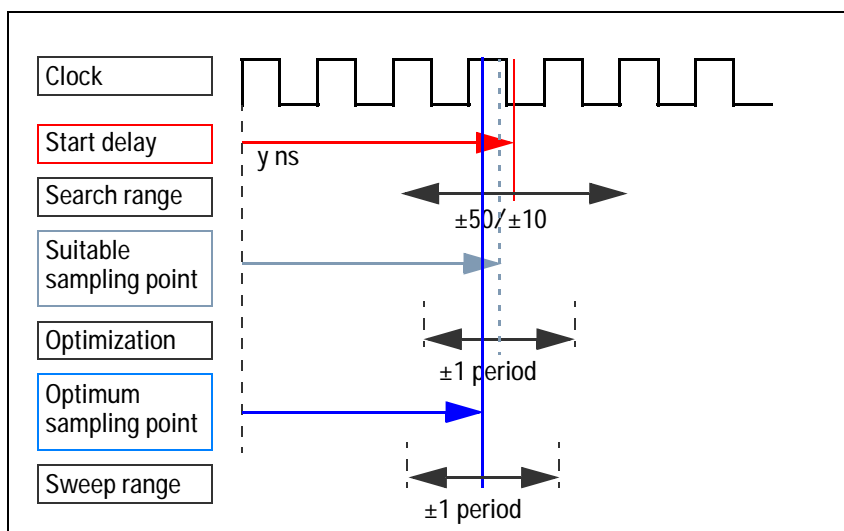 Clock
Start delay
y ns
Search range
±50/±10
Suitable
sampling point
Optimization
±1 period
Optimum
sampling point
Sweep range
±1 period